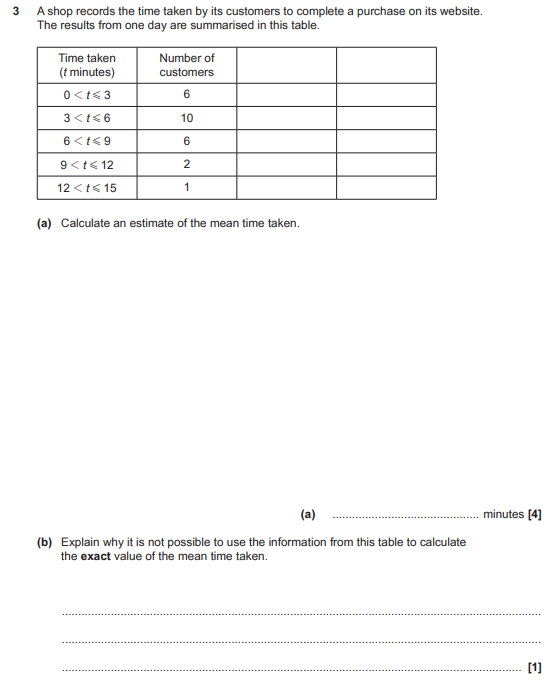 3 A shop records the time taken by its customers to complete a purchase on its website.
The results from one day are summarised in this table.
Time taken (t minutes) Number of customers
0 < t ⩽ 3 6
3 < t ⩽ 6 10
6 < t ⩽ 9 6
9 < t ⩽ 12 2
12 < t ⩽ 15 1
(a) Calculate an estimate of the mean time taken.
(a) ............................................. minutes [4]
(b) Explain why it is not possible to use the information from this table to calculate
the exact value of the mean time taken.
[1]